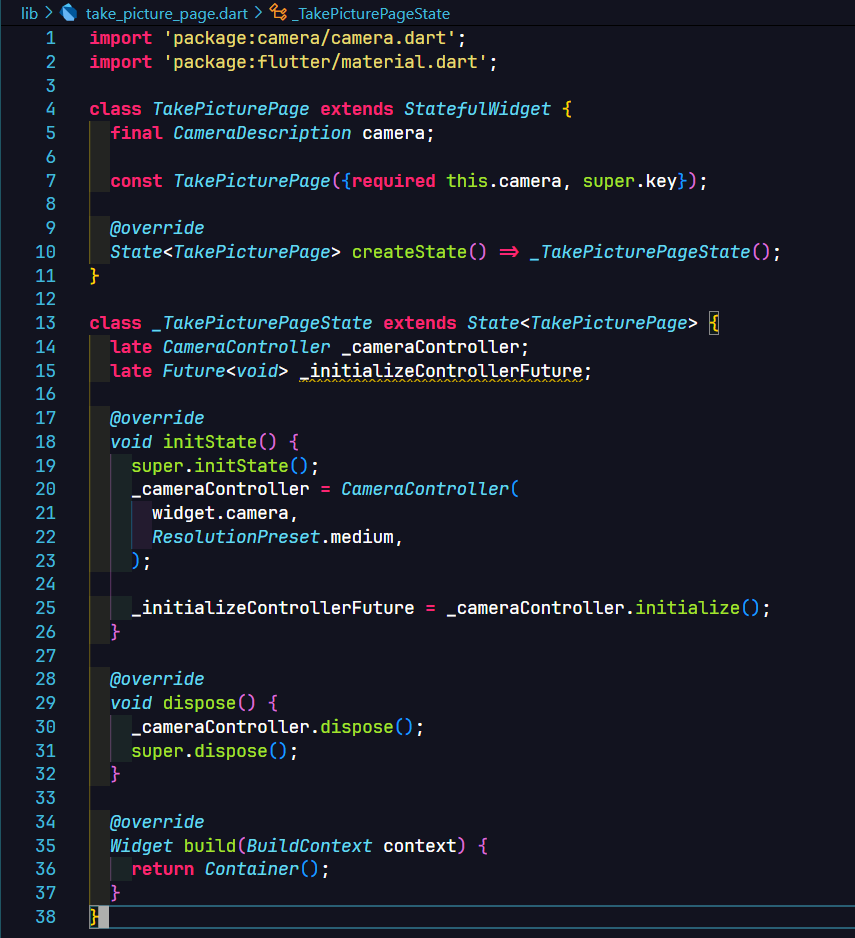 lib > take_picture_page.dart > _TakePicturePageState
1 import 'package:camera/camera.dart';
2 import 'package:flutter/material.dart';
3
4 class TakePicturePage extends StatefulWidget {
5   final CameraDescription camera;
6
7   const TakePicturePage({required this.camera, super.key});
8
9   @override
10   State<TakePicturePage> createState() => _TakePicturePageState();
11 }
12
13 class _TakePicturePageState extends State<TakePicturePage> {
14   late CameraController _cameraController;
15   late Future<void> _initializeControllerFuture;
16
17   @override
18   void initState() {
19     super.initState();
20     _cameraController = CameraController(
21       widget.camera,
22       ResolutionPreset.medium,
23     );
24
25     _initializeControllerFuture = _cameraController.initialize();
26   }
27
28   @override
29   void dispose() {
30     _cameraController.dispose();
31     super.dispose();
32   }
33
34   @override
35   Widget build(BuildContext context) {
36     return Container();
37   }
38 }